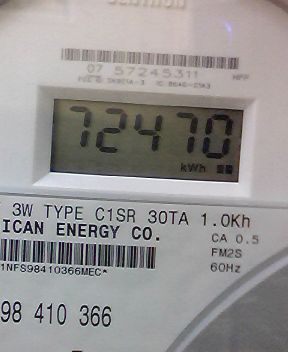 07 57245311
72470
kWh
3W TYPE C1SR 30TA 1.0Kh
ICAN ENERGY CO.
CA 0.5
FM2S
60Hz
1NFS98410366MEC*
98 410 366